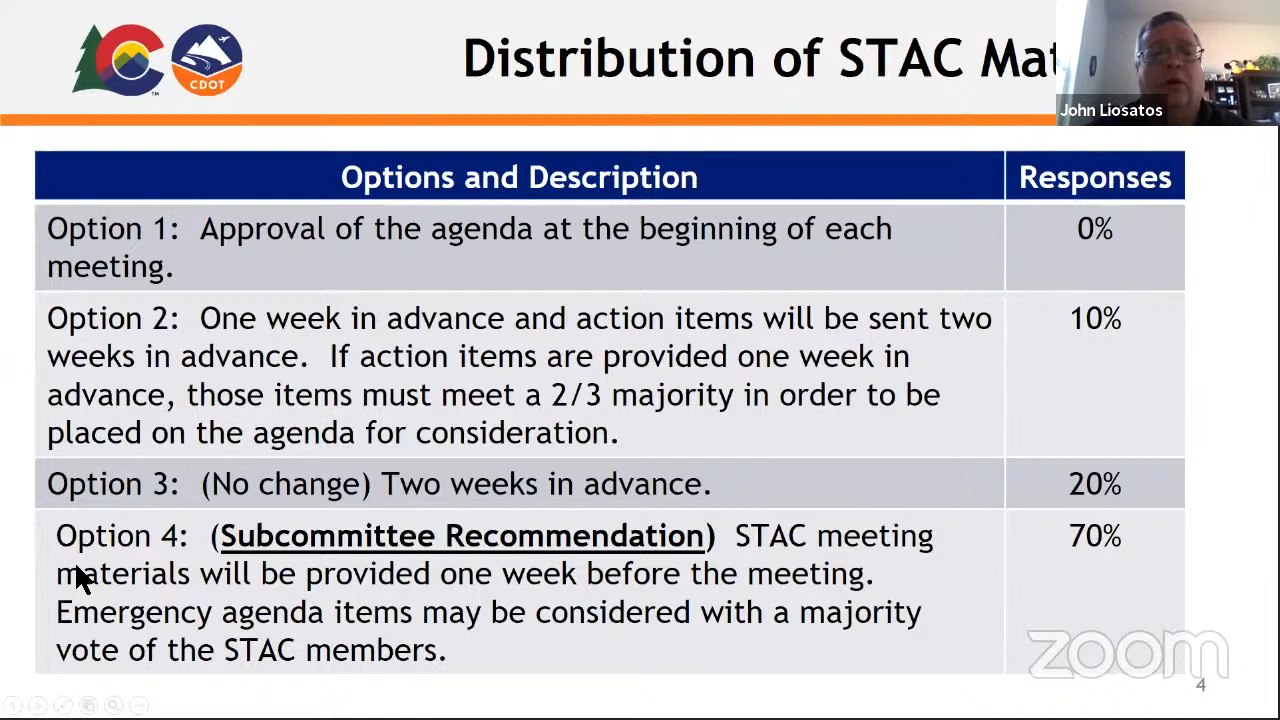 CDOT
Distribution of STAC Mat
John Liosatos
Options and Description
Responses
Option 1: Approval of the agenda at the beginning of each
meeting.
0%
Option 2: One week in advance and action items will be sent two
weeks in advance. If action items are provided one week in
advance, those items must meet a 2/3 majority in order to be
placed on the agenda for consideration.
10%
Option 3: (No change) Two weeks in advance.
20%
Option 4: (Subcommittee Recommendation) STAC meeting
materials will be provided one week before the meeting.
Emergency agenda items may be considered with a majority
vote of the STAC members.
70%
zoom
4